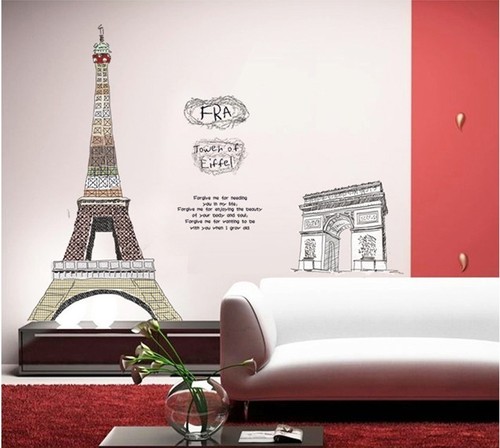 FRA
Tower of
Eiffel
Forgive me for needing
you in my life;
Forgive me for enjoying the beauty
of your body and soul;
Forgive me for wanting to be
with you when I grow old